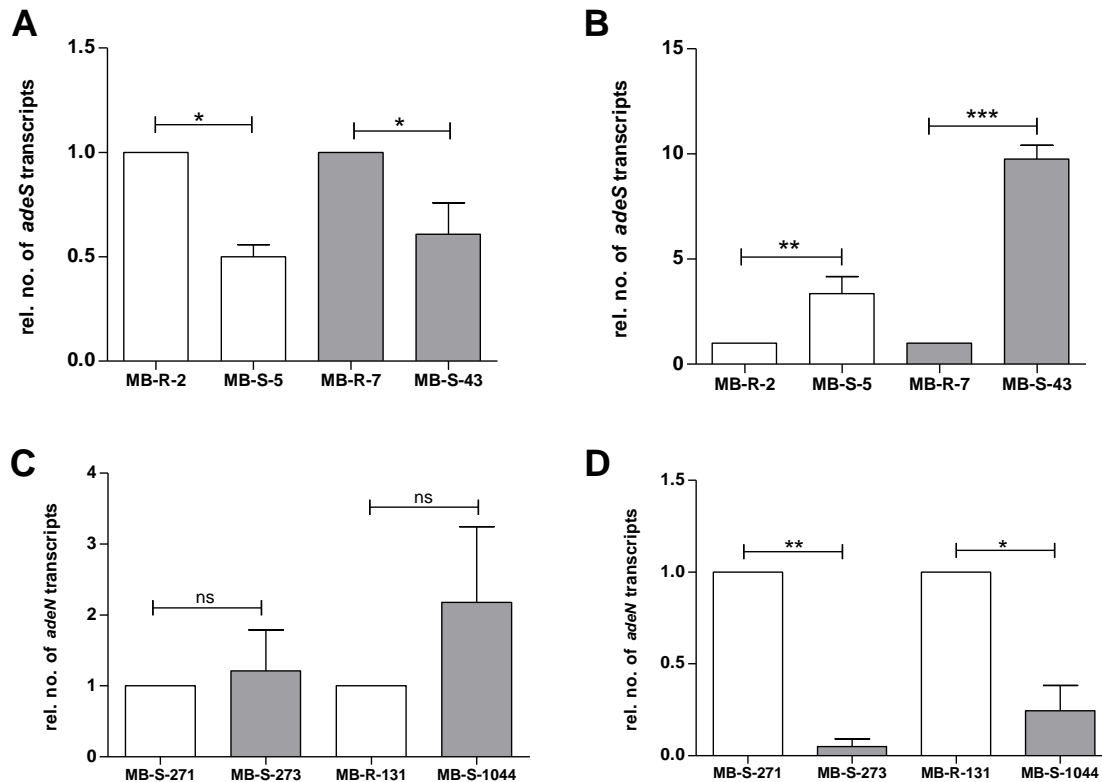 A
rel. no. of adeS transcripts
1.5
1.0
0.5
0.0
*
*
MB-R-2 MB-S-5 MB-R-7 MB-S-43
B
rel. no. of adeS transcripts
15
10
5
0
**
***
MB-R-2 MB-S-5 MB-R-7 MB-S-43
C
rel. no. of adeN transcripts
4
3
2
1
0
ns
ns
MB-S-271 MB-S-273 MB-R-131 MB-S-1044
D
rel. no. of adeN transcripts
1.5
1.0
0.5
0.0
**
*
MB-S-271 MB-S-273 MB-R-131 MB-S-1044